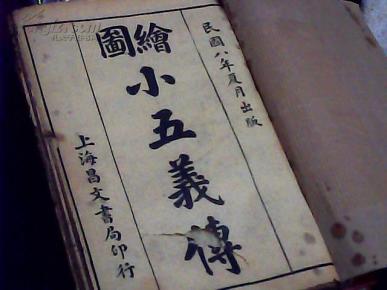 民國八年夏月出版
繪圖
小五義傳
上海昌文書局印行